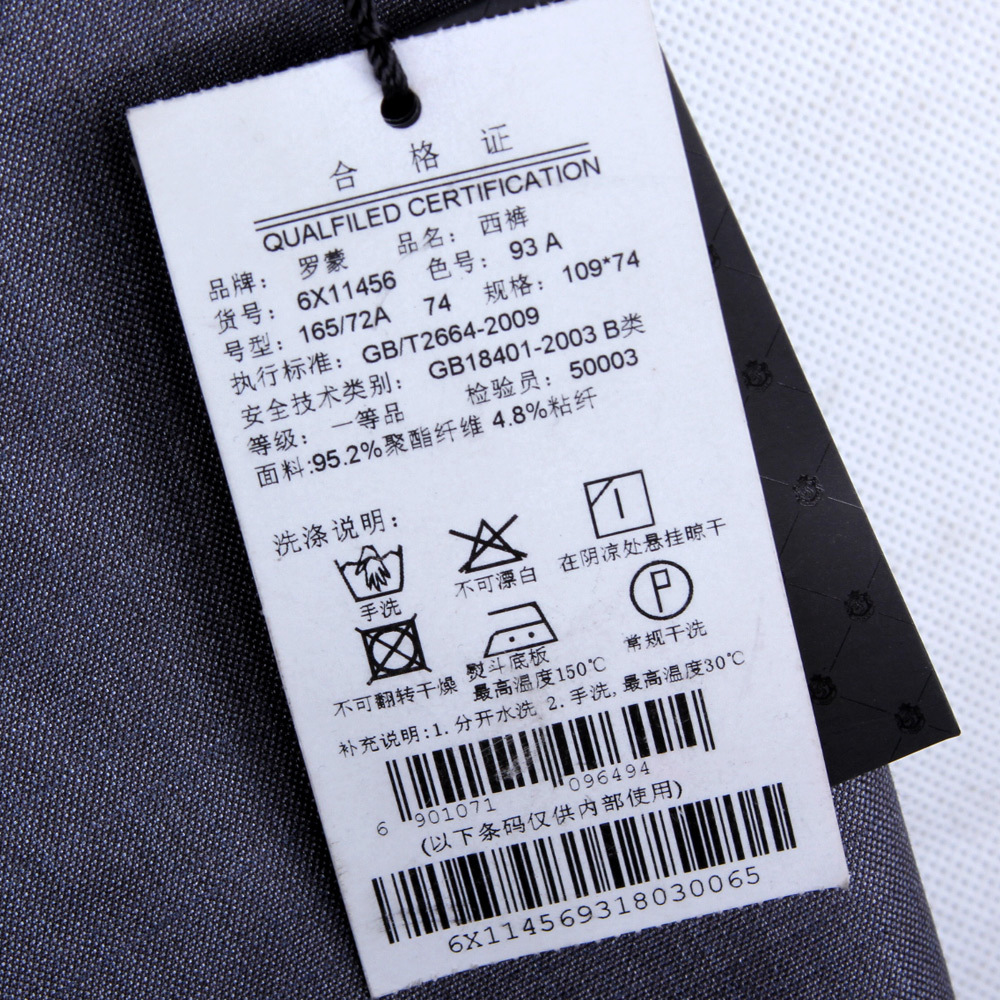 合格证
QUALFILED CERTIFICATION
品牌： 罗蒙 品名： 西裤
货号： 6X11456 色号： 93 A
号型：165/72A 74 规格： 109*74
执行标准： GB/T2664-2009
安全技术类别： GB18401-2003 B类
等级： 一等品 检验员：50003
面料:95.2%聚酯纤维 4.8%粘纤
洗涤说明：
手洗 不可漂白 在阴凉处悬挂晾干
P
不可翻转干燥 熨斗底板 常规干洗
最高温度150℃
补充说明:1.分开水洗 2.手洗,最高温度30℃
6 901071 096494
(以下条码仅供内部使用)
6X114569318030065